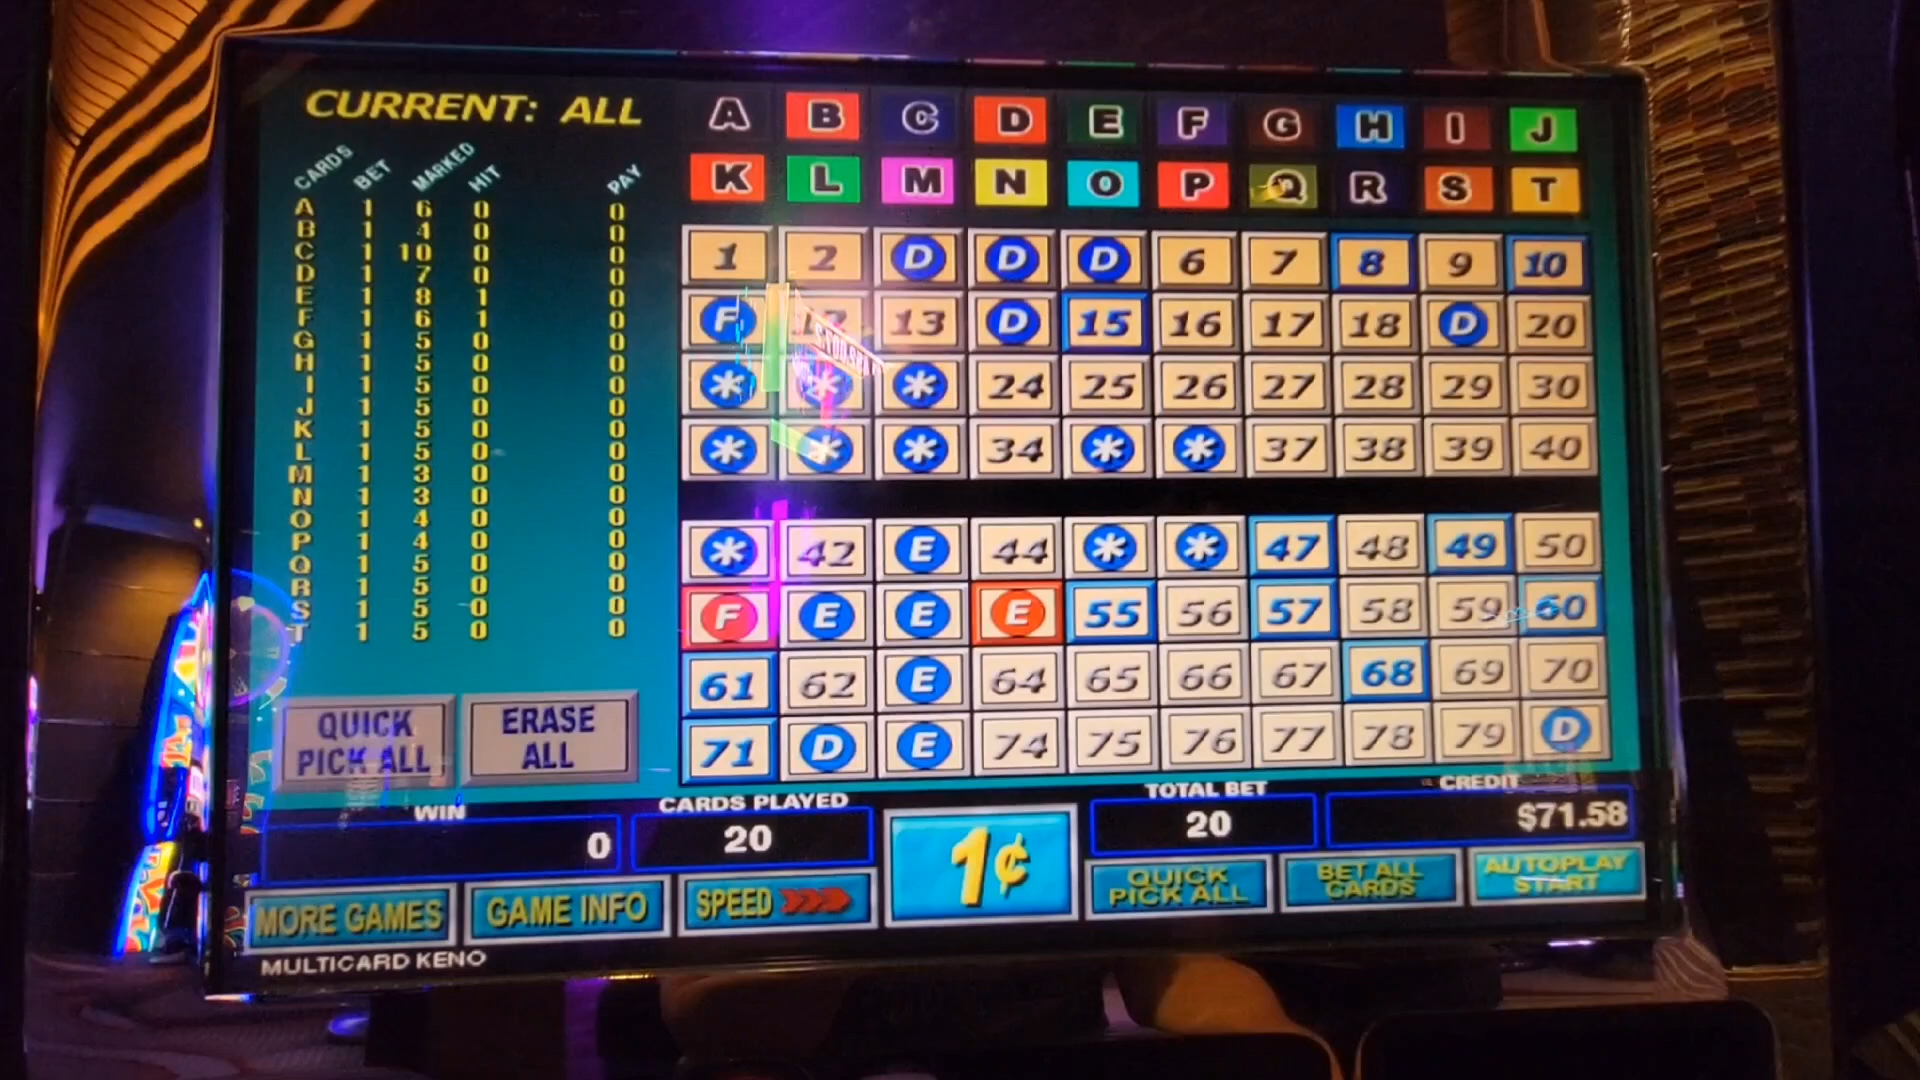 CURRENT: ALL
A B C D E F G H I J
K L M N O P Q R S T
CARDS BET MARKED HIT PAY
A 1 6 0 0
B 1 4 0 0
C 1 10 0 0
D 1 7 0 0
E 1 8 1 0
F 1 6 1 0
G 1 5 0 0
H 1 5 0 0
I 1 5 0 0
J 1 5 0 0
K 1 5 0 0
L 1 5 0 0
M 1 3 0 0
N 1 3 0 0
O 1 4 0 0
P 1 4 0 0
Q 1 5 0 0
R 1 5 0 0
S 1 5 0 0
T 1 5 0 0
1 2 D D D 6 7 8 9 10
F 12 13 D 15 16 17 18 D 20
* * * 24 25 26 27 28 29 30
* * * 34 * * 37 38 39 40
* 42 E 44 * * 47 48 49 50
F E E E 55 56 57 58 59 60
61 62 E 64 65 66 67 68 69 70
71 D E 74 75 76 77 78 79 D
QUICK PICK ALL
ERASE ALL
WIN
0
CARDS PLAYED
20
1¢
TOTAL BET
20
CREDIT
$71.58
MORE GAMES
GAME INFO
SPEED
QUICK PICK ALL
BET ALL CARDS
AUTOPLAY START
MULTICARD KENO